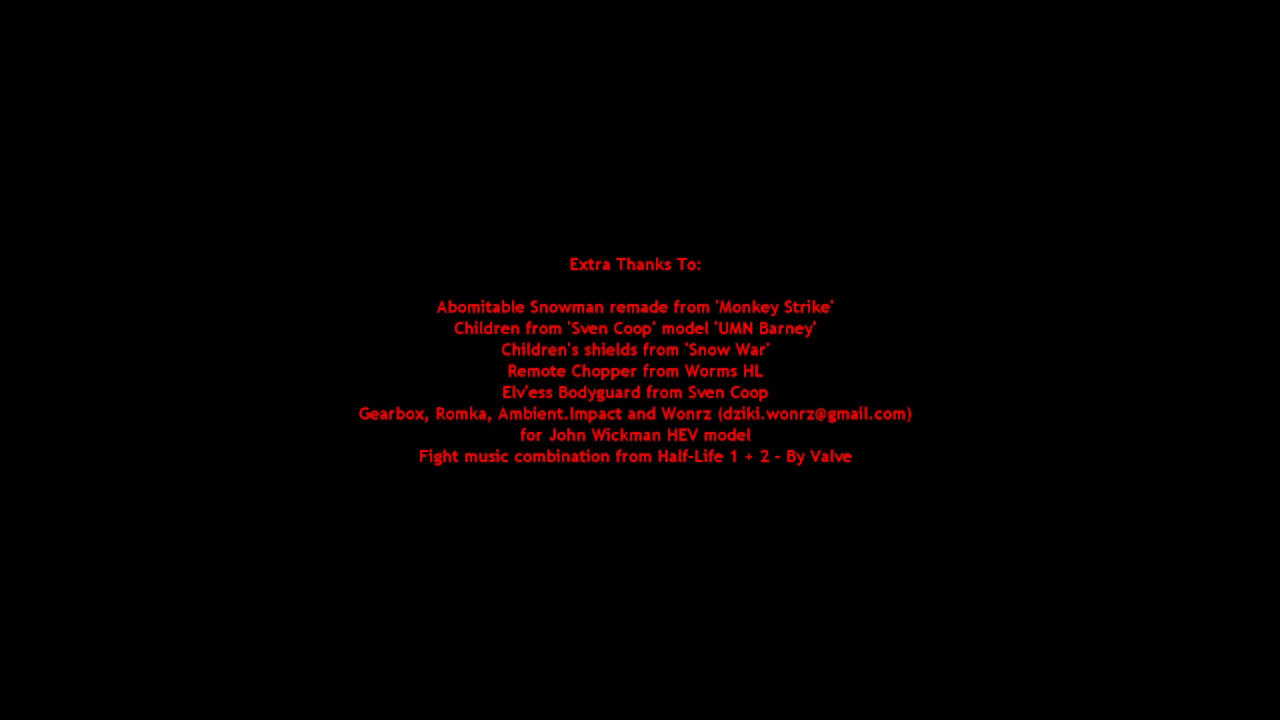 Extra Thanks To:
Abomitable Snowman remade from 'Monkey Strike'
Children from 'Sven Coop' model 'UMN Barney'
Children's shields from 'Snow War'
Remote Chopper from Worms HL
Elv'ess Bodyguard from Sven Coop
Gearbox, Romka, Ambient.Impact and Wonrz (dziki.wonrz@gmail.com)
for John Wickman HEV model
Fight music combination from Half-Life 1 + 2 - By Valve